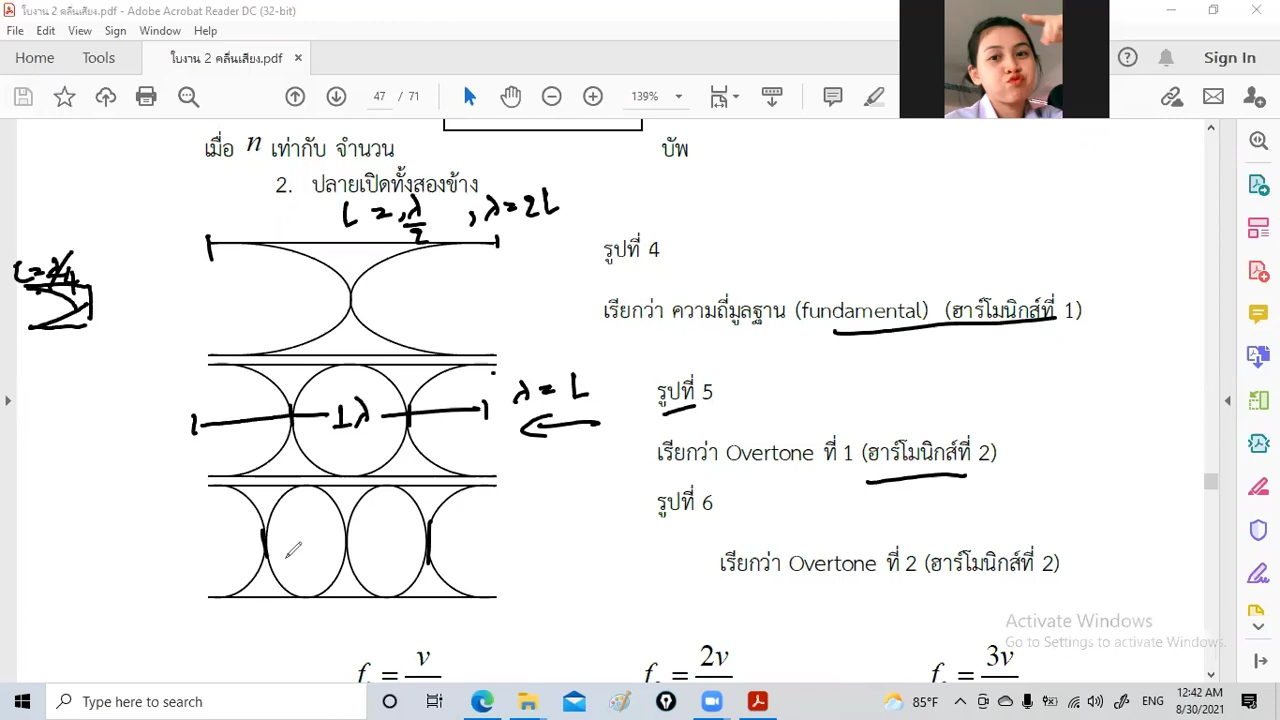 ใบงาน 2 คลื่นเสียง.pdf - Adobe Acrobat Reader DC (32-bit)
File Edit View Sign Window Help
Home Tools ใบงาน 2 คลื่นเสียง.pdf × Sign In
47 / 71 139%
เมื่อ n เท่ากับ จำนวน บัพ
2. ปลายเปิดทั้งสองข้าง
L = λ/2 , λ = 2L
รูปที่ 4
L = λ/4
เรียกว่า ความถี่มูลฐาน (fundamental) (ฮาร์โมนิกส์ที่ 1)
λ = L
รูปที่ 5
1λ
เรียกว่า Overtone ที่ 1 (ฮาร์โมนิกส์ที่ 2)
รูปที่ 6
เรียกว่า Overtone ที่ 2 (ฮาร์โมนิกส์ที่ 2)
Activate Windows
Go to Settings to activate Windows.
f = v 2v 3v
Type here to search
85°F ENG 12:42 AM
8/30/2021